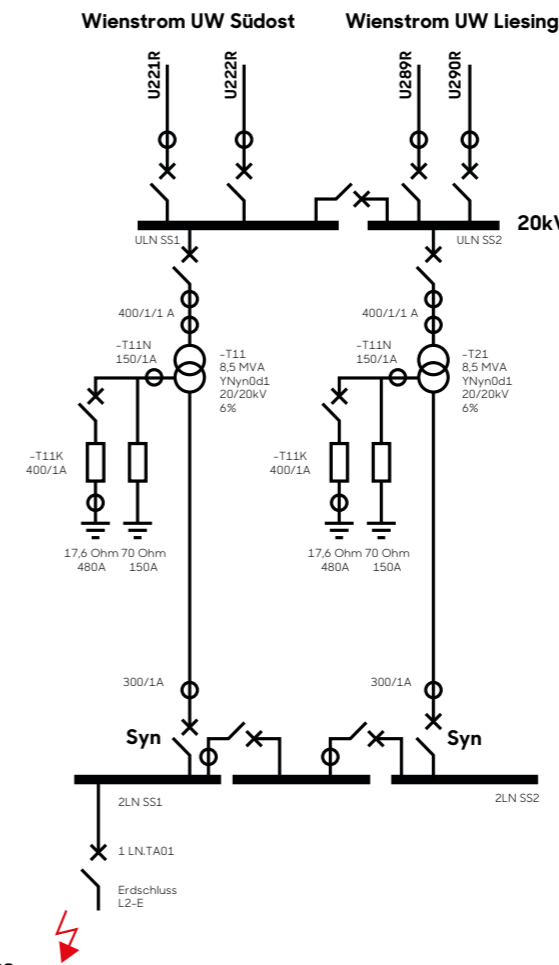 Wienstrom UW Südost
Wienstrom UW Liesing
U221R
U222R
U289R
U290R
20kV
ULN SS1
ULN SS2
400/1/1 A
400/1/1 A
-T11N
150/1A
-T11
8,5 MVA
YNyn0d1
20/20kV
6%
-T11N
150/1A
-T21
8,5 MVA
YNyn0d1
20/20kV
6%
-T11K
400/1A
-T11K
400/1A
17,6 Ohm
480A
70 Ohm
150A
17,6 Ohm
480A
70 Ohm
150A
300/1A
300/1A
Syn
Syn
2LN SS1
2LN SS2
1 LN.TA01
Erdschluss
L2-E